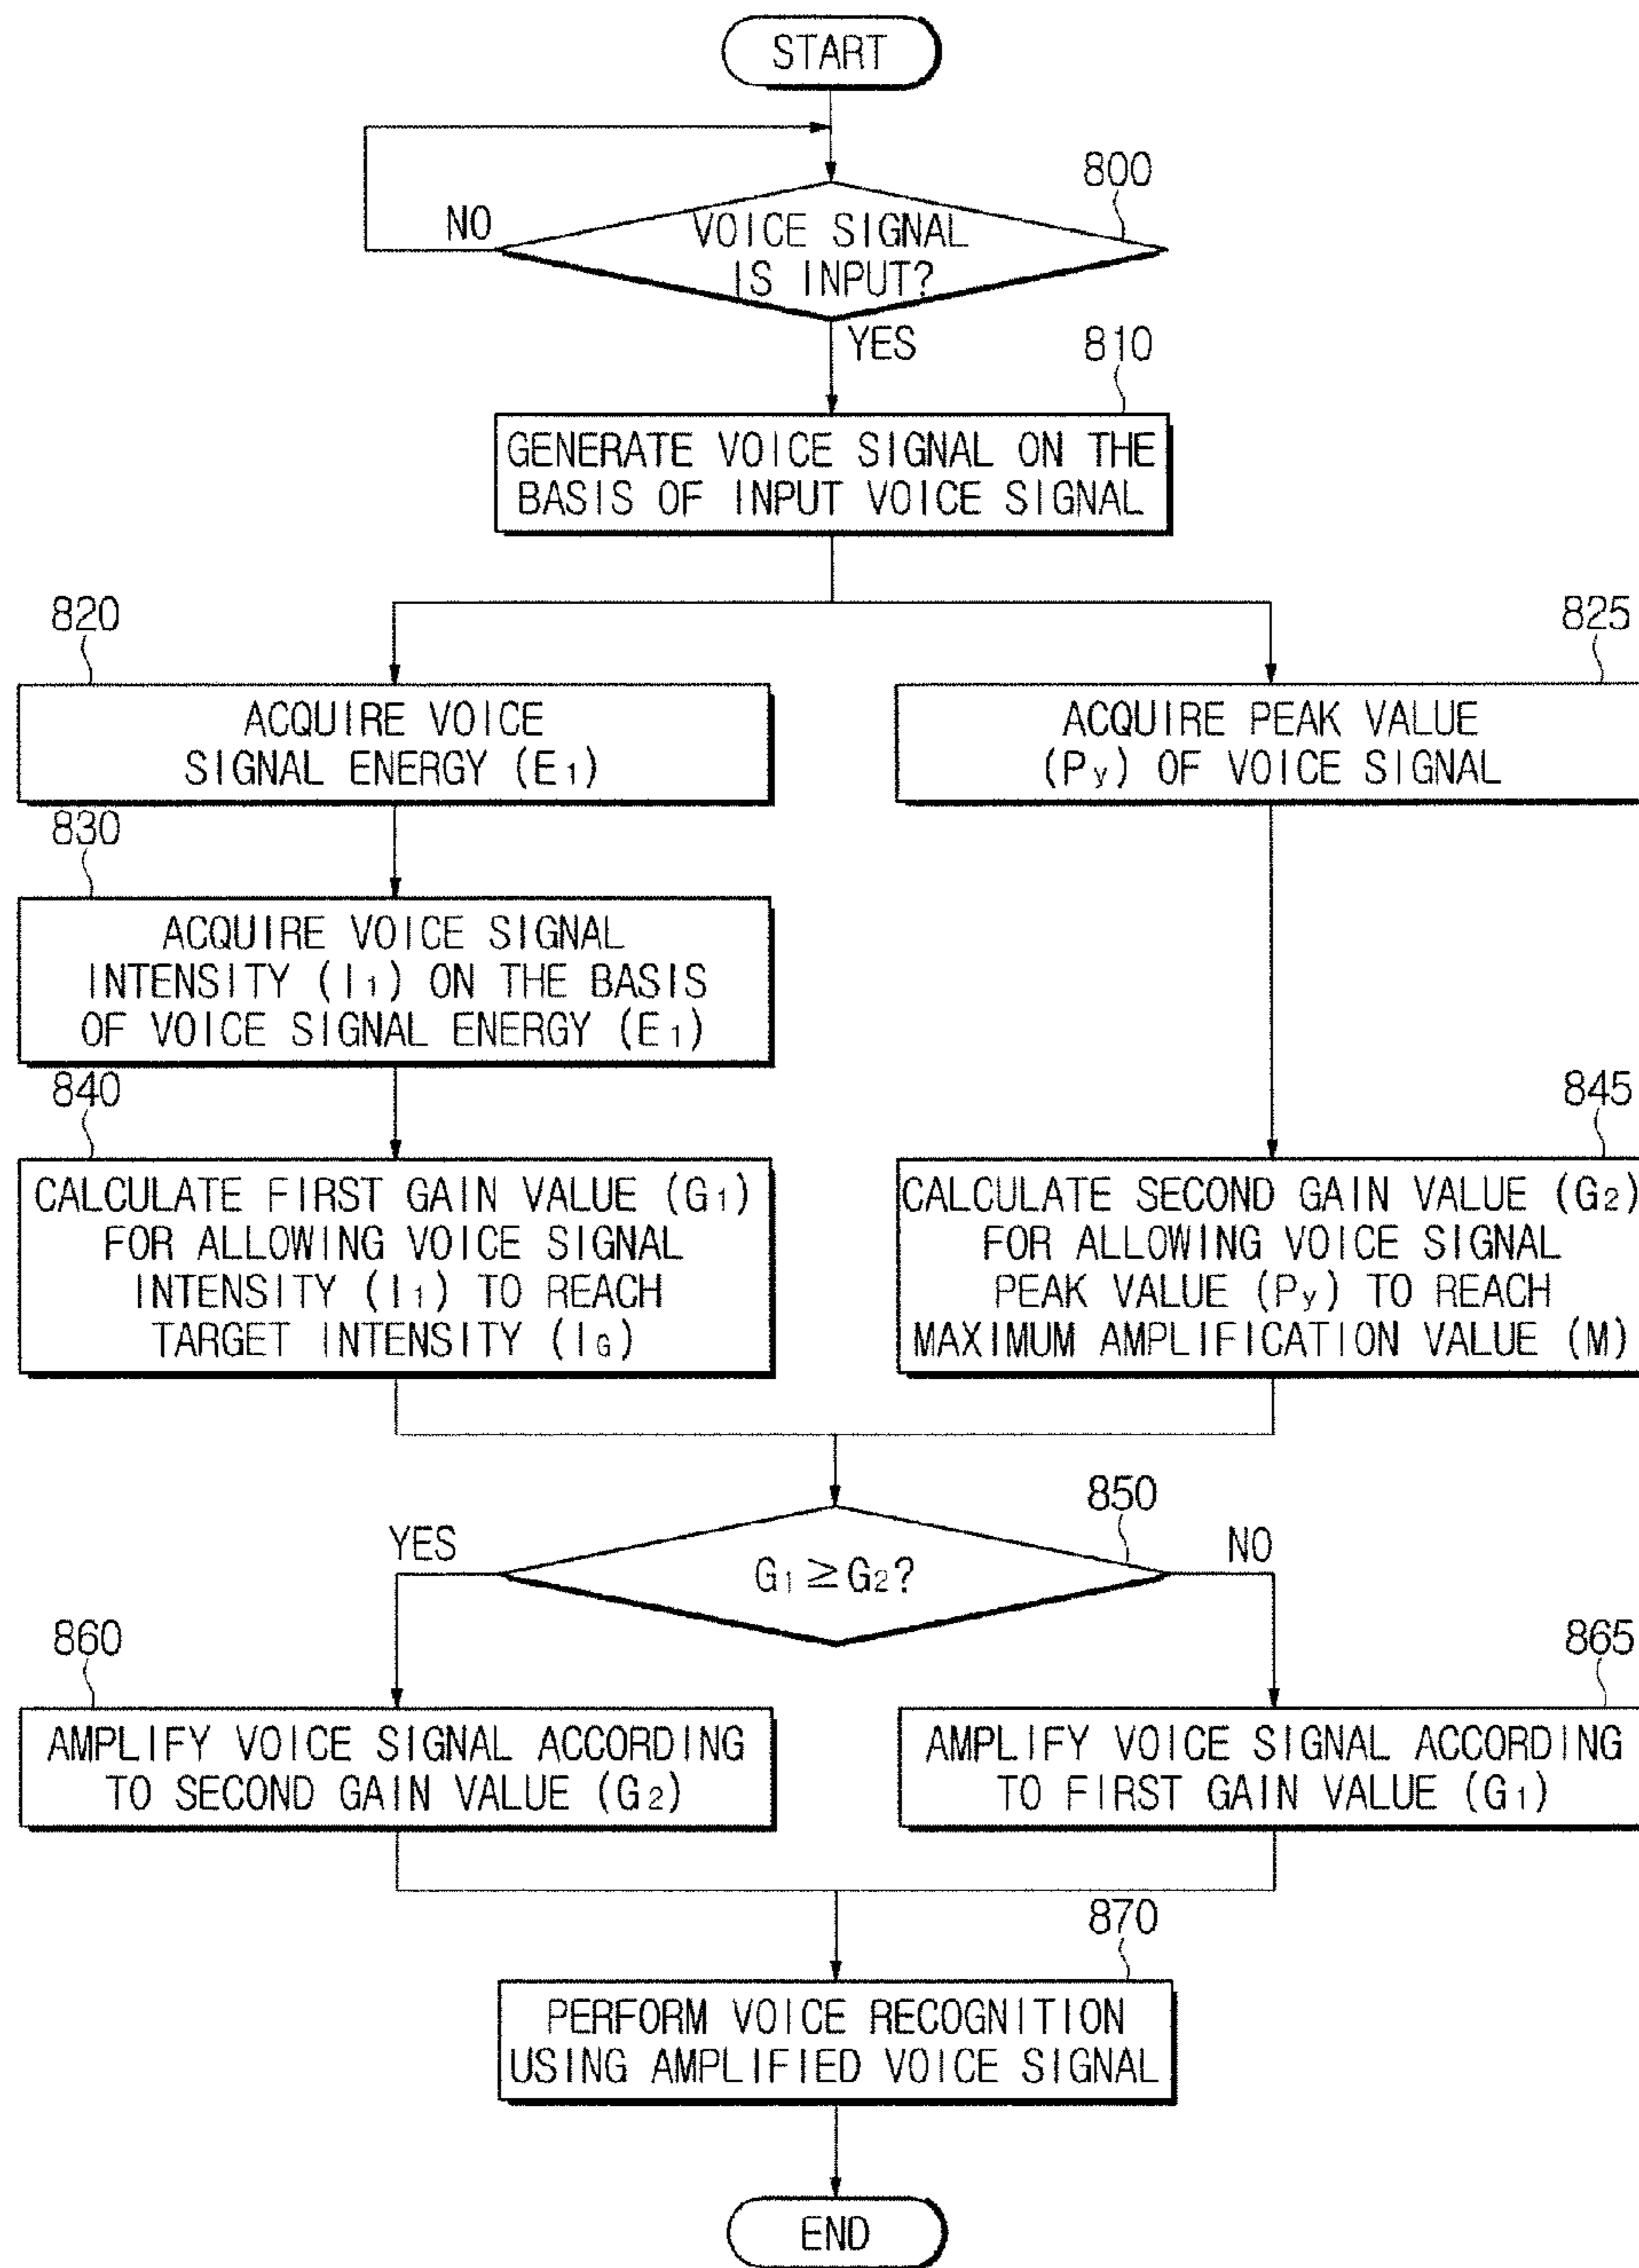 START
800
NO
VOICE SIGNAL
IS INPUT?
YES
810
GENERATE VOICE SIGNAL ON THE
BASIS OF INPUT VOICE SIGNAL
820
ACQUIRE VOICE
SIGNAL ENERGY (E₁)
825
ACQUIRE PEAK VALUE
(Pᵧ) OF VOICE SIGNAL
830
ACQUIRE VOICE SIGNAL
INTENSITY (I₁) ON THE BASIS
OF VOICE SIGNAL ENERGY (E₁)
840
CALCULATE FIRST GAIN VALUE (G₁)
FOR ALLOWING VOICE SIGNAL
INTENSITY (I₁) TO REACH
TARGET INTENSITY (I_G)
845
CALCULATE SECOND GAIN VALUE (G₂)
FOR ALLOWING VOICE SIGNAL
PEAK VALUE (Pᵧ) TO REACH
MAXIMUM AMPLIFICATION VALUE (M)
850
YES
G₁ ≥ G₂?
NO
860
AMPLIFY VOICE SIGNAL ACCORDING
TO SECOND GAIN VALUE (G₂)
865
AMPLIFY VOICE SIGNAL ACCORDING
TO FIRST GAIN VALUE (G₁)
870
PERFORM VOICE RECOGNITION
USING AMPLIFIED VOICE SIGNAL
END